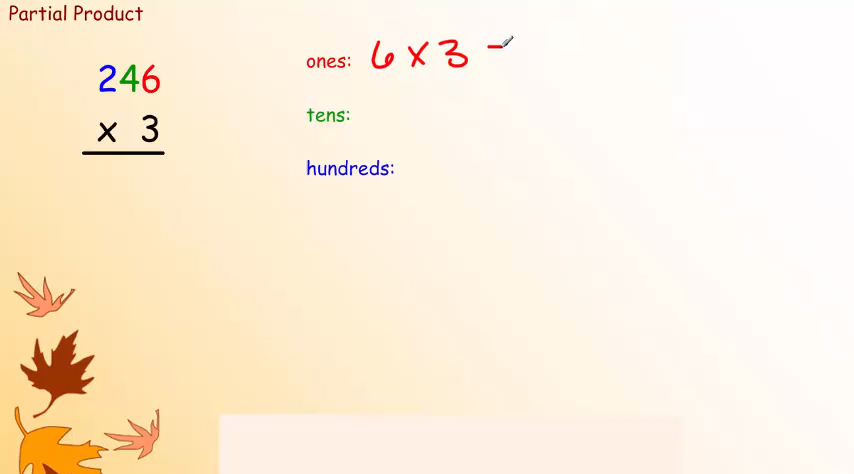 Partial Product
ones: 6 x 3 -
246
tens:
x 3
hundreds: